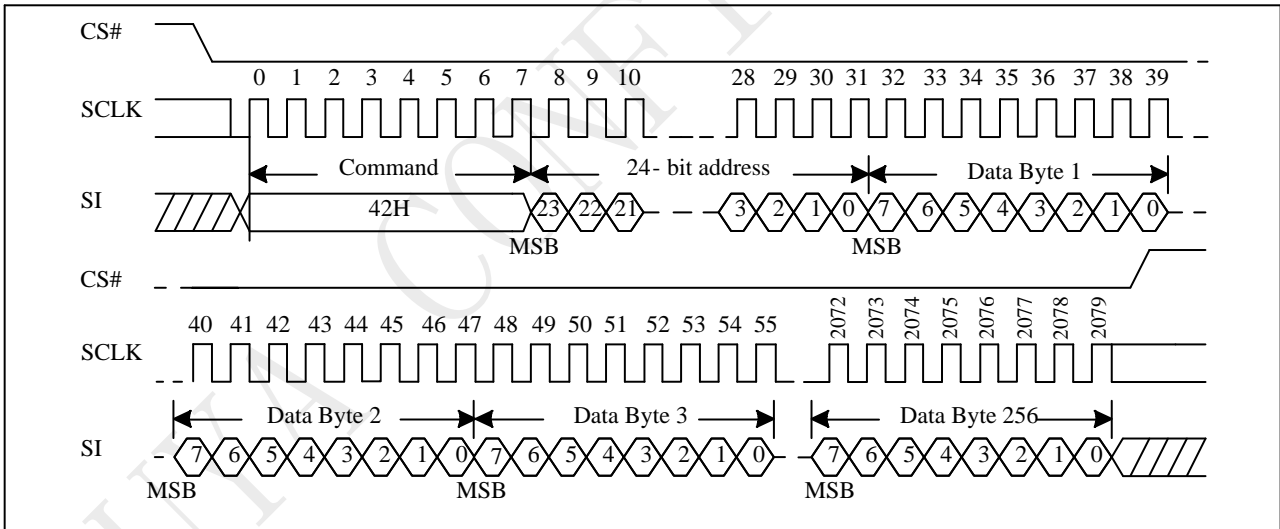 CS#
0 1 2 3 4 5 6 7 8 9 10 28 29 30 31 32 33 34 35 36 37 38 39
SCLK
Command 24- bit address Data Byte 1
SI 42H 23 22 21 3 2 1 0 7 6 5 4 3 2 1 0
MSB MSB
CS#
40 41 42 43 44 45 46 47 48 49 50 51 52 53 54 55 2072 2073 2074 2075 2076 2077 2078 2079
SCLK
Data Byte 2 Data Byte 3 Data Byte 256
SI 7 6 5 4 3 2 1 0 7 6 5 4 3 2 1 0 7 6 5 4 3 2 1 0
MSB MSB MSB